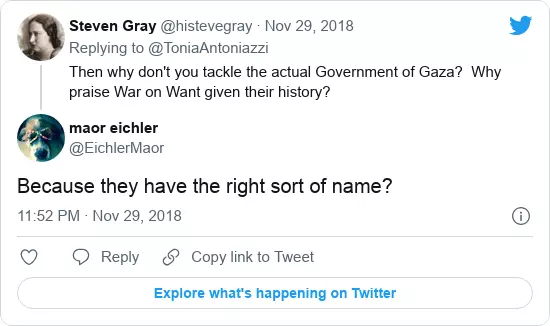 Steven Gray @histevegray · Nov 29, 2018
Replying to @ToniaAntoniazzi
Then why don't you tackle the actual Government of Gaza? Why
praise War on Want given their history?
maor eichler
@EichlerMaor
Because they have the right sort of name?
11:52 PM · Nov 29, 2018
Reply
Copy link to Tweet
Explore what's happening on Twitter